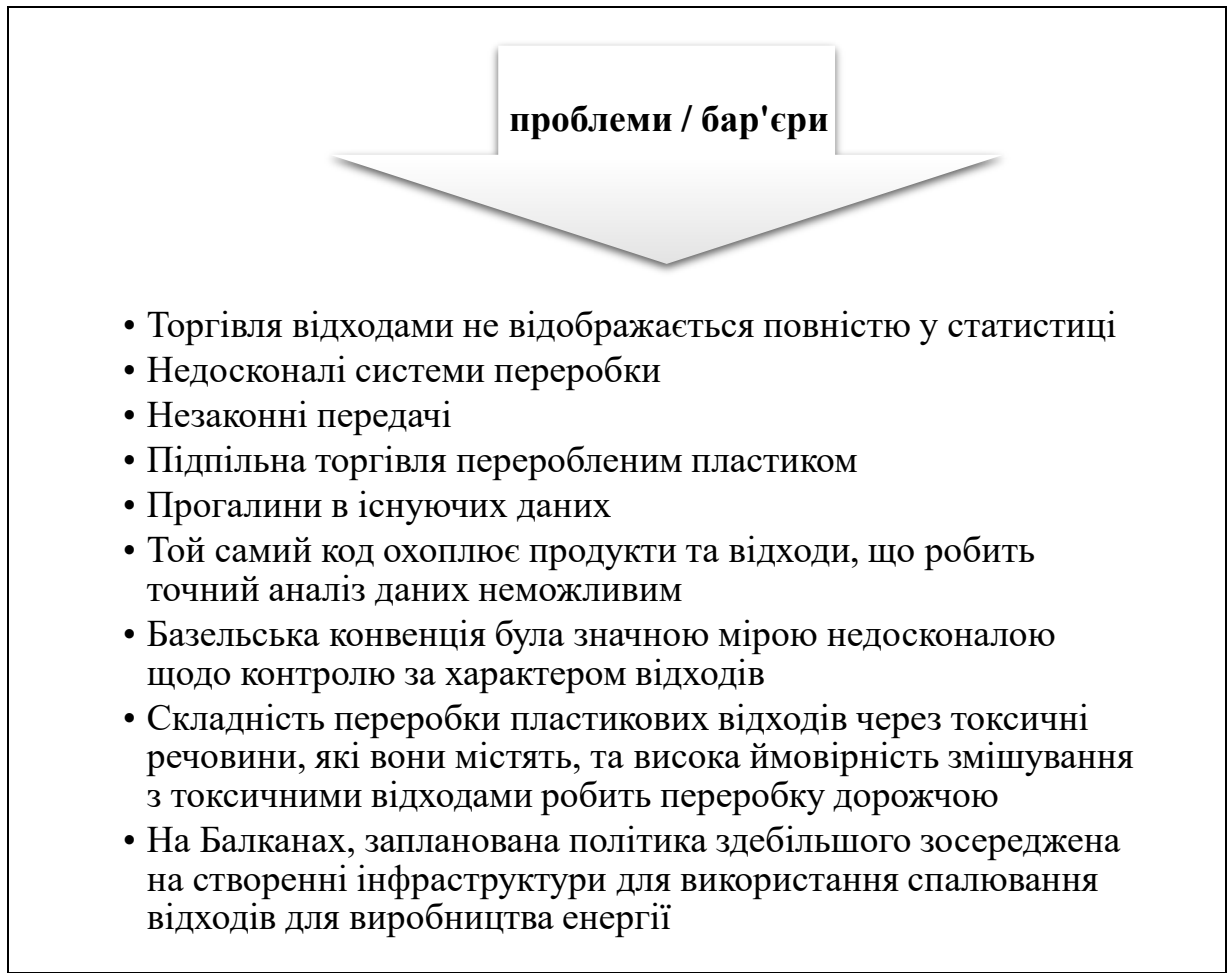 проблеми / бар'єри
• Торгівля відходами не відображається повністю у статистиці
• Недосконалі системи переробки
• Незаконні передачі
• Підпільна торгівля переробленим пластиком
• Прогалини в існуючих даних
• Той самий код охоплює продукти та відходи, що робить
точний аналіз даних неможливим
• Базельська конвенція була значною мірою недосконалою
щодо контролю за характером відходів
• Складність переробки пластикових відходів через токсичні
речовини, які вони містять, та висока ймовірність змішування
з токсичними відходами робить переробку дорожчою
• На Балканах, запланована політика здебільшого зосереджена
на створенні інфраструктури для використання спалювання
відходів для виробництва енергії